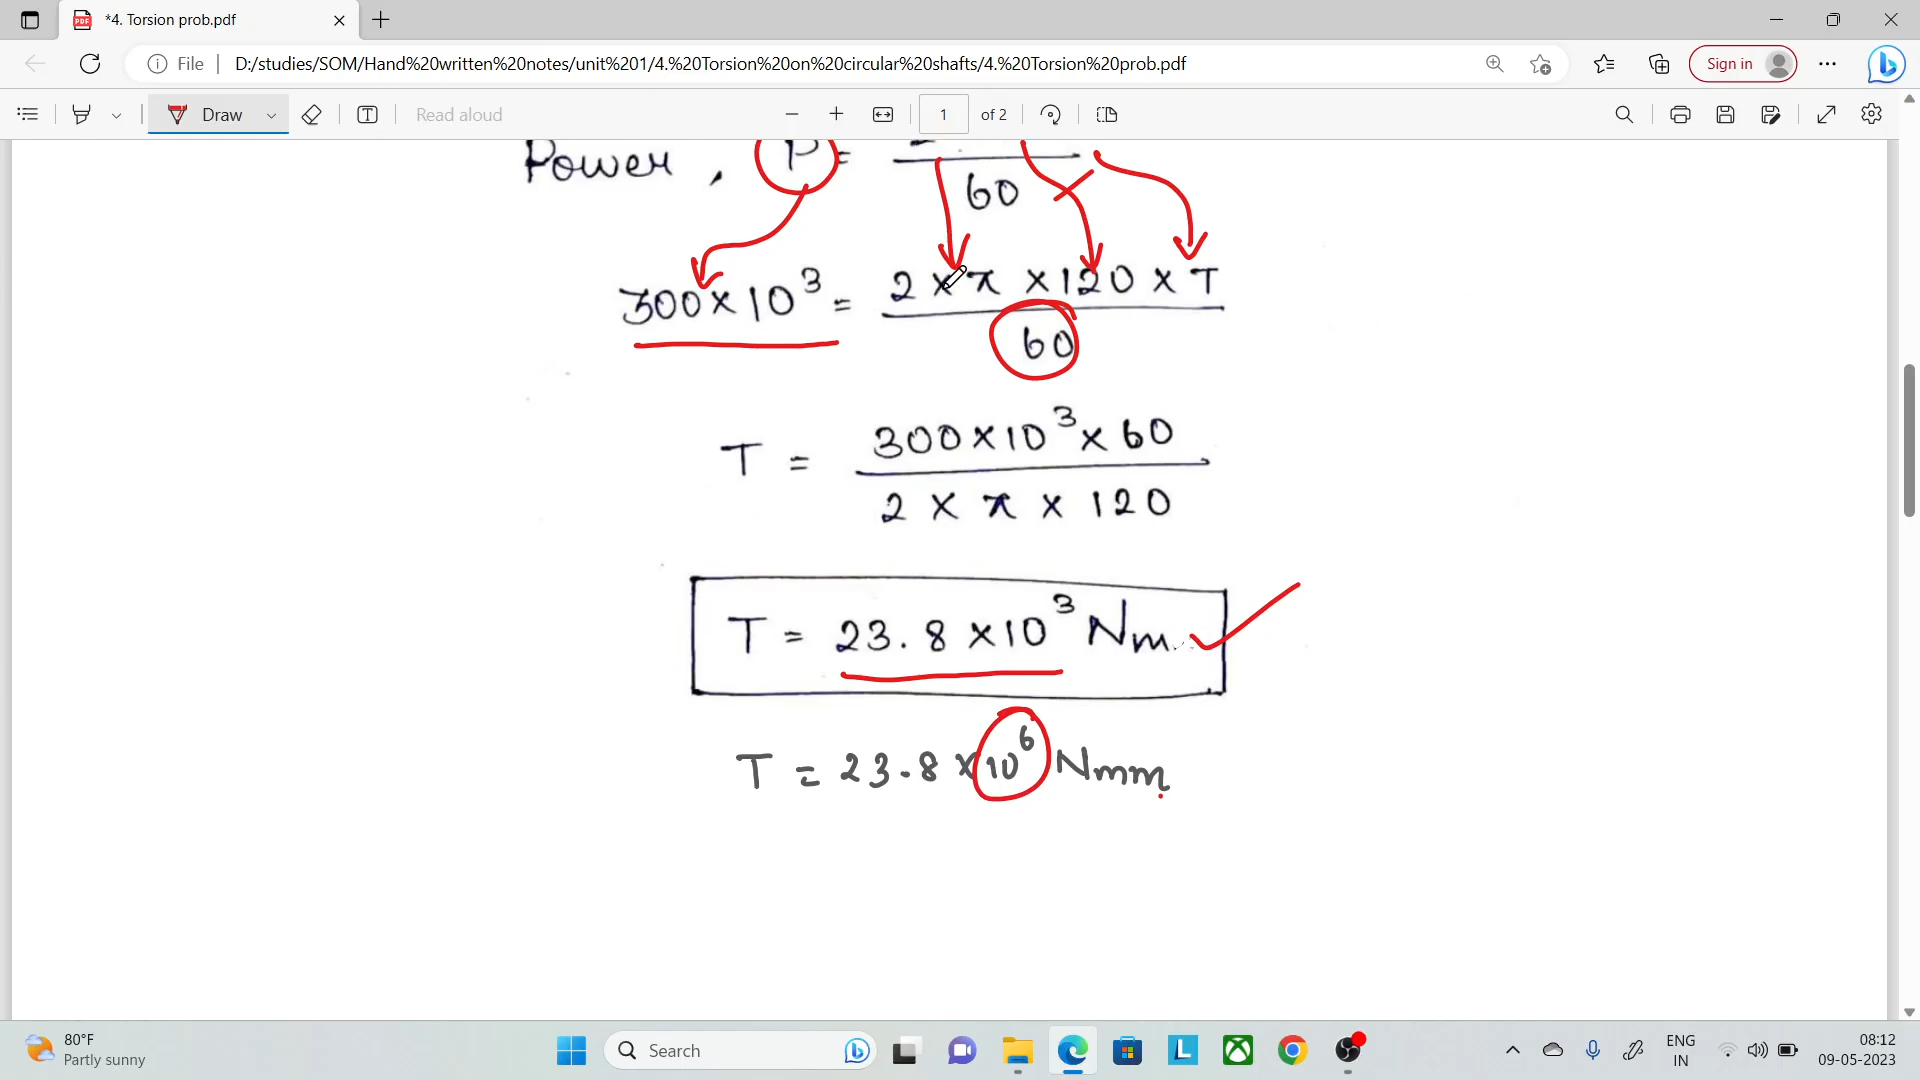 *4. Torsion prob.pdf
File
D:/studies/SOM/Hand%20written%20notes/unit%201/4.%20Torsion%20on%20circular%20shafts/4.%20Torsion%20prob.pdf
Sign in
Draw
Read aloud
1 of 2
Power, P =
60
300 × 10³ = 2 × π × 120 × T
60
T = 300 × 10³ × 60
2 × π × 120
T = 23.8 × 10³ Nm.
T = 23.8 × 10⁶ Nmm
80°F
Partly sunny
Search
ENG
IN
08:12
09-05-2023